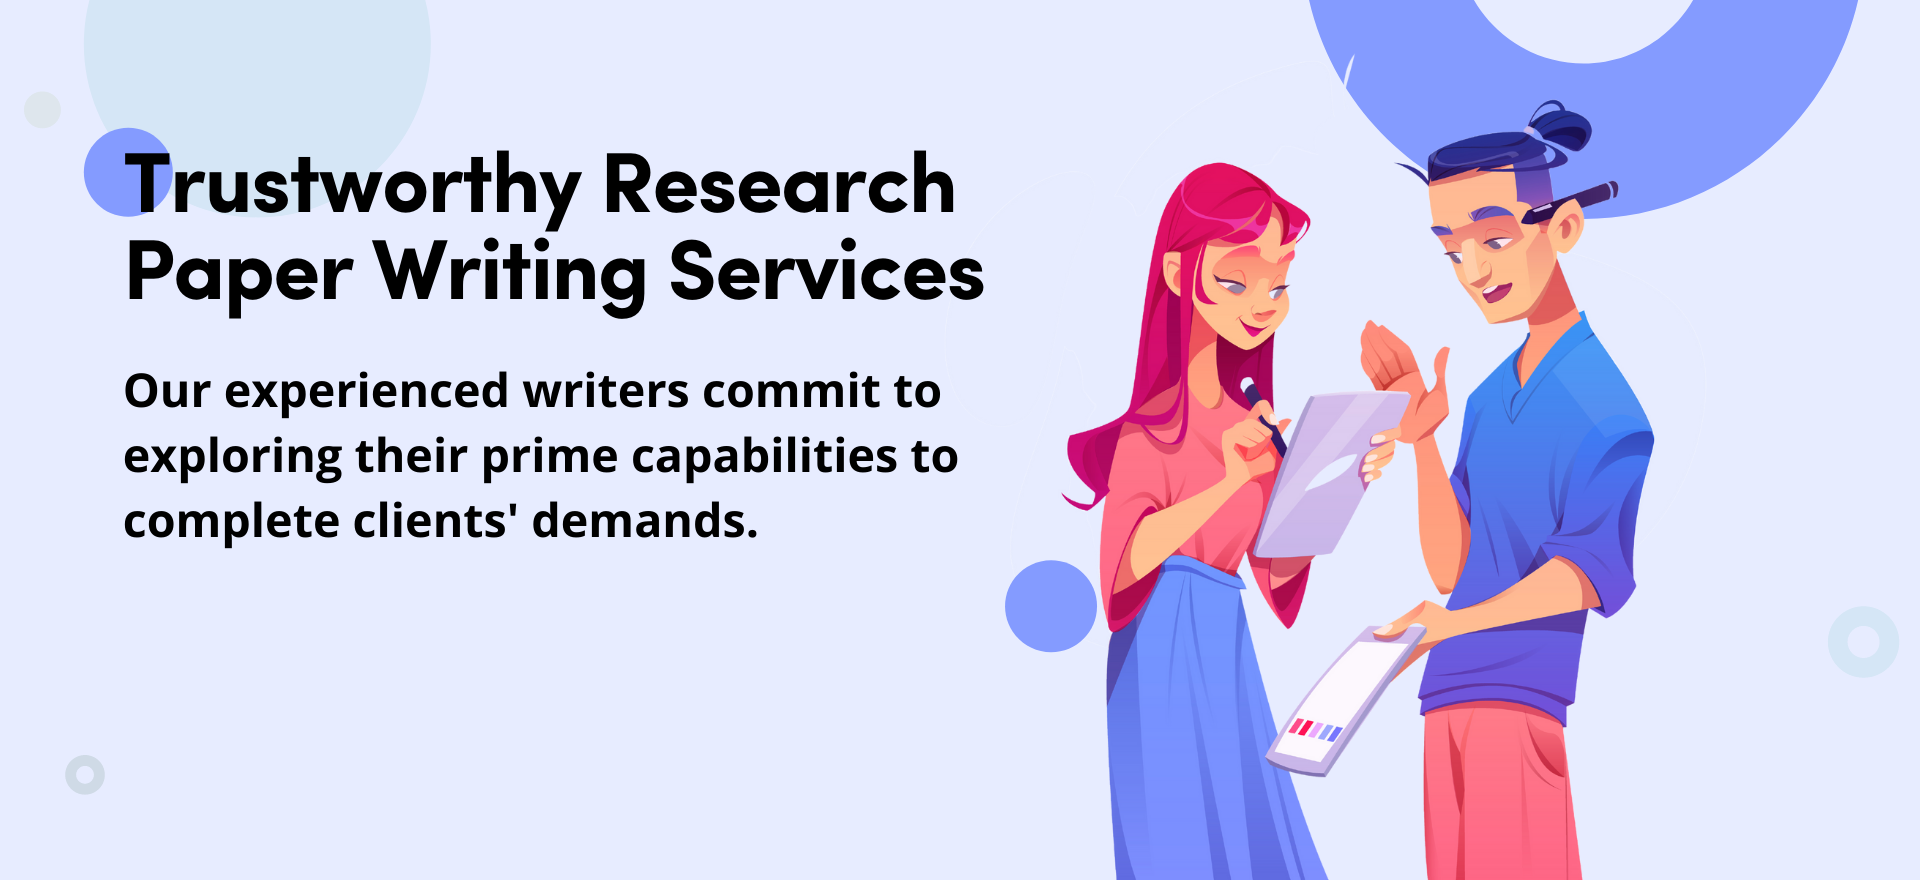 Trustworthy Research
Paper Writing Services
Our experienced writers commit to
exploring their prime capabilities to
complete clients' demands.